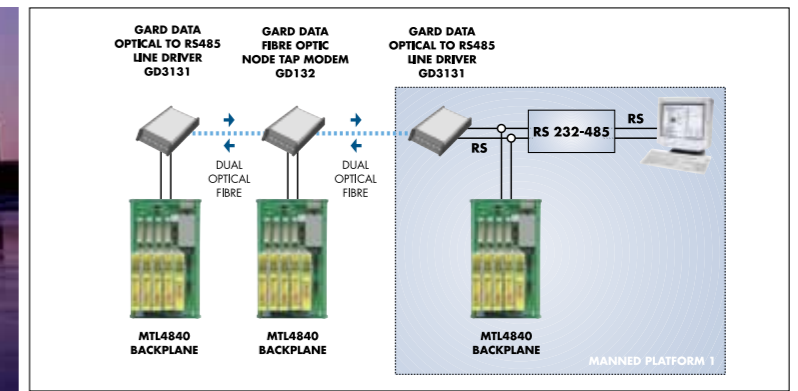 GARD DATA
OPTICAL TO RS485
LINE DRIVER
GD3131
GARD DATA
FIBRE OPTIC
NODE TAP MODEM
GD132
GARD DATA
OPTICAL TO RS485
LINE DRIVER
GD3131
DUAL
OPTICAL
FIBRE
DUAL
OPTICAL
FIBRE
RS
RS 232-485
RS
MTL4840
BACKPLANE
MTL4840
BACKPLANE
MTL4840
BACKPLANE
MANNED PLATFORM 1